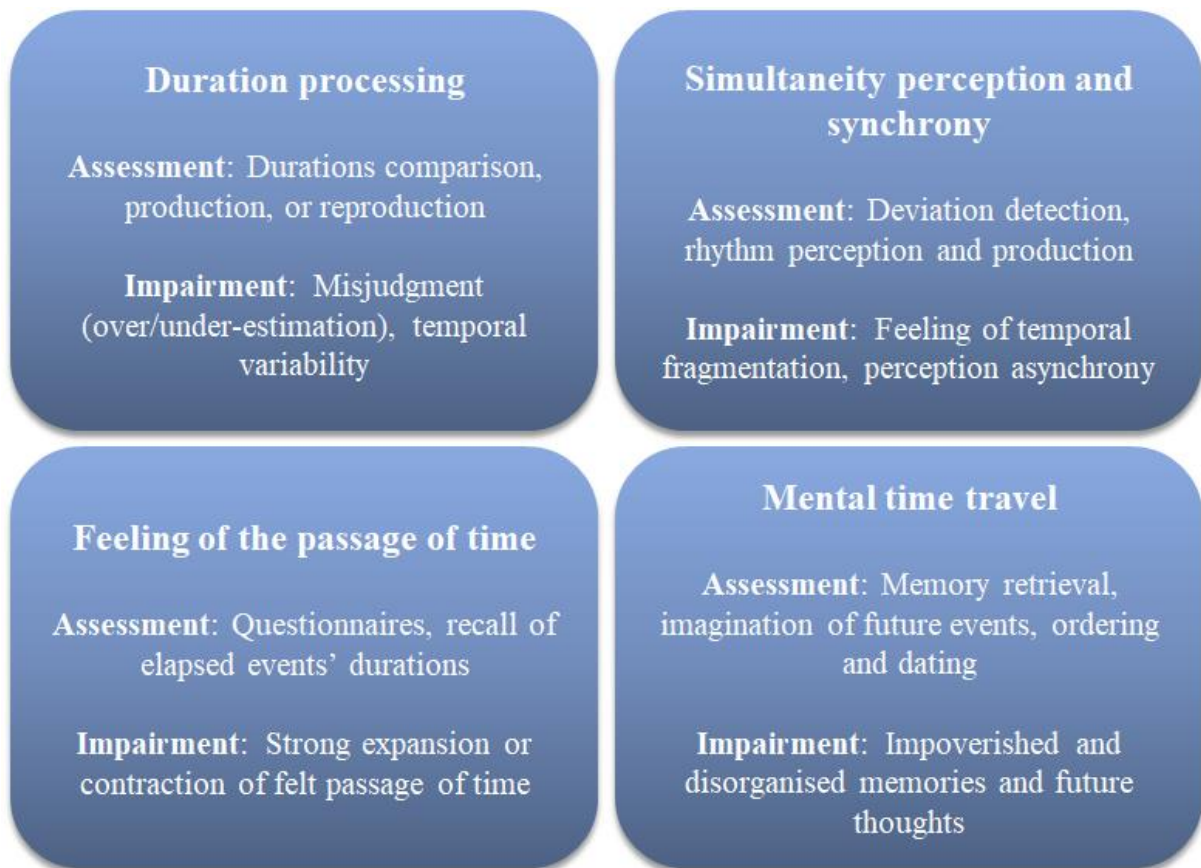 Duration processing
Assessment: Durations comparison,
production, or reproduction
Impairment: Misjudgment
(over/under-estimation), temporal
variability
Simultaneity perception and
synchrony
Assessment: Deviation detection,
rhythm perception and production
Impairment: Feeling of temporal
fragmentation, perception asynchrony
Feeling of the passage of time
Assessment: Questionnaires, recall of
elapsed events’ durations
Impairment: Strong expansion or
contraction of felt passage of time
Mental time travel
Assessment: Memory retrieval,
imagination of future events, ordering
and dating
Impairment: Impoverished and
disorganised memories and future
thoughts